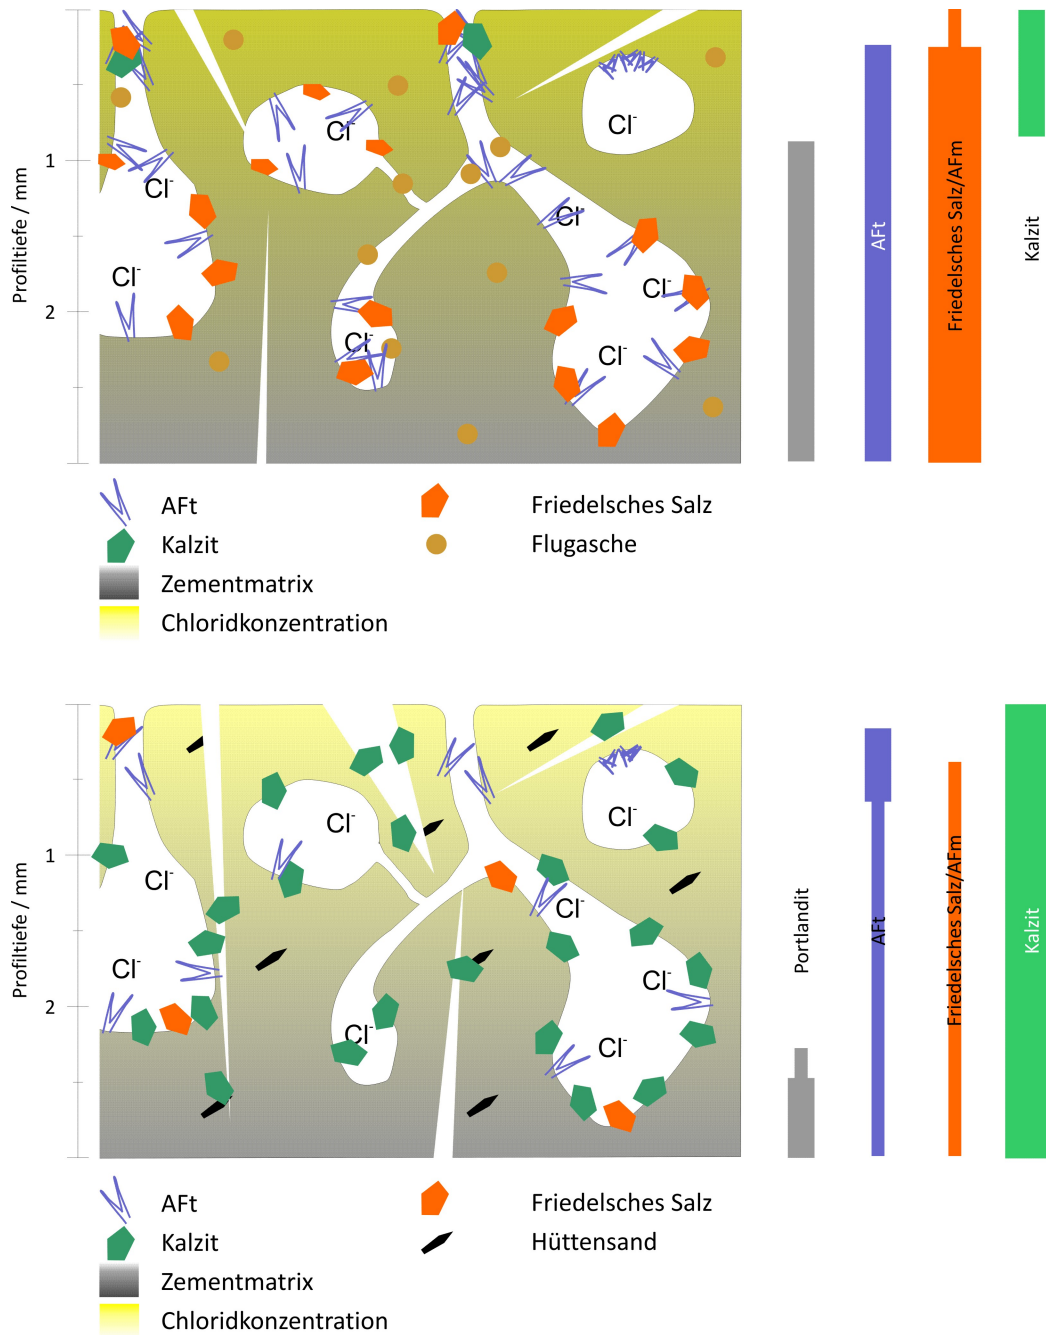 Profiltiefe / mm
1
2
Cl⁻
Cl⁻
Cl⁻
Cl⁻
Cl⁻
Cl⁻
Cl⁻
Cl⁻
Cl⁻
AFt
Friedelsches Salz/AFm
Kalzit
AFt
Friedelsches Salz
Kalzit
Flugasche
Zementmatrix
Chloridkonzentration
Profiltiefe / mm
1
2
Cl⁻
Cl⁻
Cl⁻
Cl⁻
Cl⁻
Cl⁻
Cl⁻
Cl⁻
Portlandit
AFt
Friedelsches Salz/AFm
Kalzit
AFt
Friedelsches Salz
Kalzit
Hüttensand
Zementmatrix
Chloridkonzentration